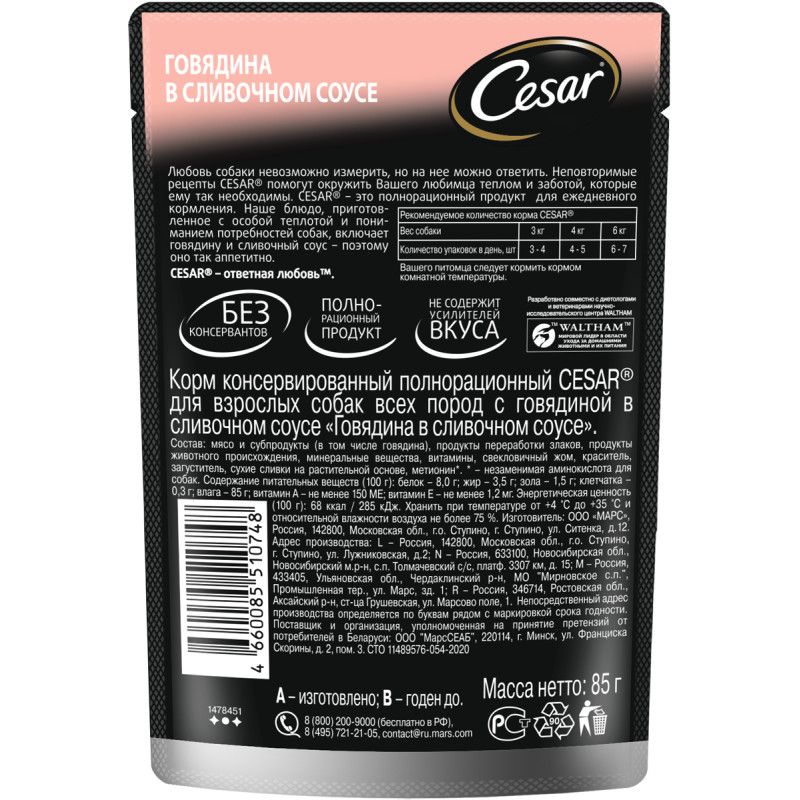 ГОВЯДИНА
В СЛИВОЧНОМ СОУСЕ
Cesar®
Любовь собаки невозможно измерить, но на нее можно ответить. Неповторимые
рецепты CESAR® помогут окружить Вашего любимца теплом и заботой, которые
ему так необходимы. CESAR® – это полнорационный продукт для ежедневного
кормления. Наше блюдо, приготов-
ленное с особой теплотой и пони-
манием потребностей собак, включает
говядину и сливочный соус – поэтому
оно так аппетитно.
CESAR® – ответная любовь™.
Рекомендуемое количество корма CESAR®
Вес собаки 3 кг 4 кг 6 кг
Количество упаковок в день, шт 3 - 4 4 - 5 6 - 7
Вашего питомца следует кормить кормом
комнатной температуры.
БЕЗ
КОНСЕРВАНТОВ
ПОЛНО-
РАЦИОННЫЙ
ПРОДУКТ
НЕ СОДЕРЖИТ
УСИЛИТЕЛЕЙ
ВКУСА
Разработано совместно с диетологами
и ветеринарами научно-
исследовательского центра WALTHAM
WALTHAM™
МИРОВОЙ ЛИДЕР В ОБЛАСТИ
УХОДА ЗА ДОМАШНИМИ
ЖИВОТНЫМИ И ИХ ПИТАНИЯ
Корм консервированный полнорационный CESAR®
для взрослых собак всех пород с говядиной в
сливочном соусе «Говядина в сливочном соусе».
Состав: мясо и субпродукты (в том числе говядина), продукты переработки злаков, продукты
животного происхождения, минеральные вещества, витамины, свекловичный жом, краситель,
загуститель, сухие сливки на растительной основе, метионин*. * – незаменимая аминокислота для
собак. Содержание питательных веществ (100 г): белок – 8,0 г; жир – 3,5 г; зола – 1,5 г; клетчатка –
0,3 г; влага – 85 г; витамин А – не менее 150 МЕ; витамин Е – не менее 1,2 мг. Энергетическая ценность
(100 г): 68 ккал / 285 кДж. Хранить при температуре от +4 °С до +35 °С и
относительной влажности воздуха не более 75 %. Изготовитель: ООО «МАРС»,
Россия, 142800, Московская обл., г.о. Ступино, г. Ступино, ул. Ситенка, д.12.
Адрес производства: L – Россия, 142800, Московская обл., г.о. Ступино,
г. Ступино, ул. Лужниковская, д.2; N – Россия, 633100, Новосибирская обл.,
Новосибирский м.р-н, с.п. Толмачевский с/с, платф. 3307 км, д. 15; M – Россия,
433405, Ульяновская обл., Чердаклинский р-н, МО "Мирновское с.п.",
Промышленная тер., ул. Марс, зд. 1; R – Россия, 346714, Ростовская обл.,
Аксайский р-н, ст-ца Грушевская, ул. Марсово поле, 1. Непосредственный адрес
производства определяется по буквам рядом с маркировкой срока годности.
Поставщик и организация, уполномоченная на принятие претензий от
потребителей в Беларуси: ООО "МарсСЕАБ", 220114, г. Минск, ул. Франциска
Скорины, д. 2, пом. 3. СТО 11489576-054-2020
4 660085 510748
1478451
А – изготовлено; В – годен до.
Масса нетто: 85 г
8 (800) 200-9000 (бесплатно в РФ),
8 (495) 721-21-05, contact@ru.mars.com
РСТ
90